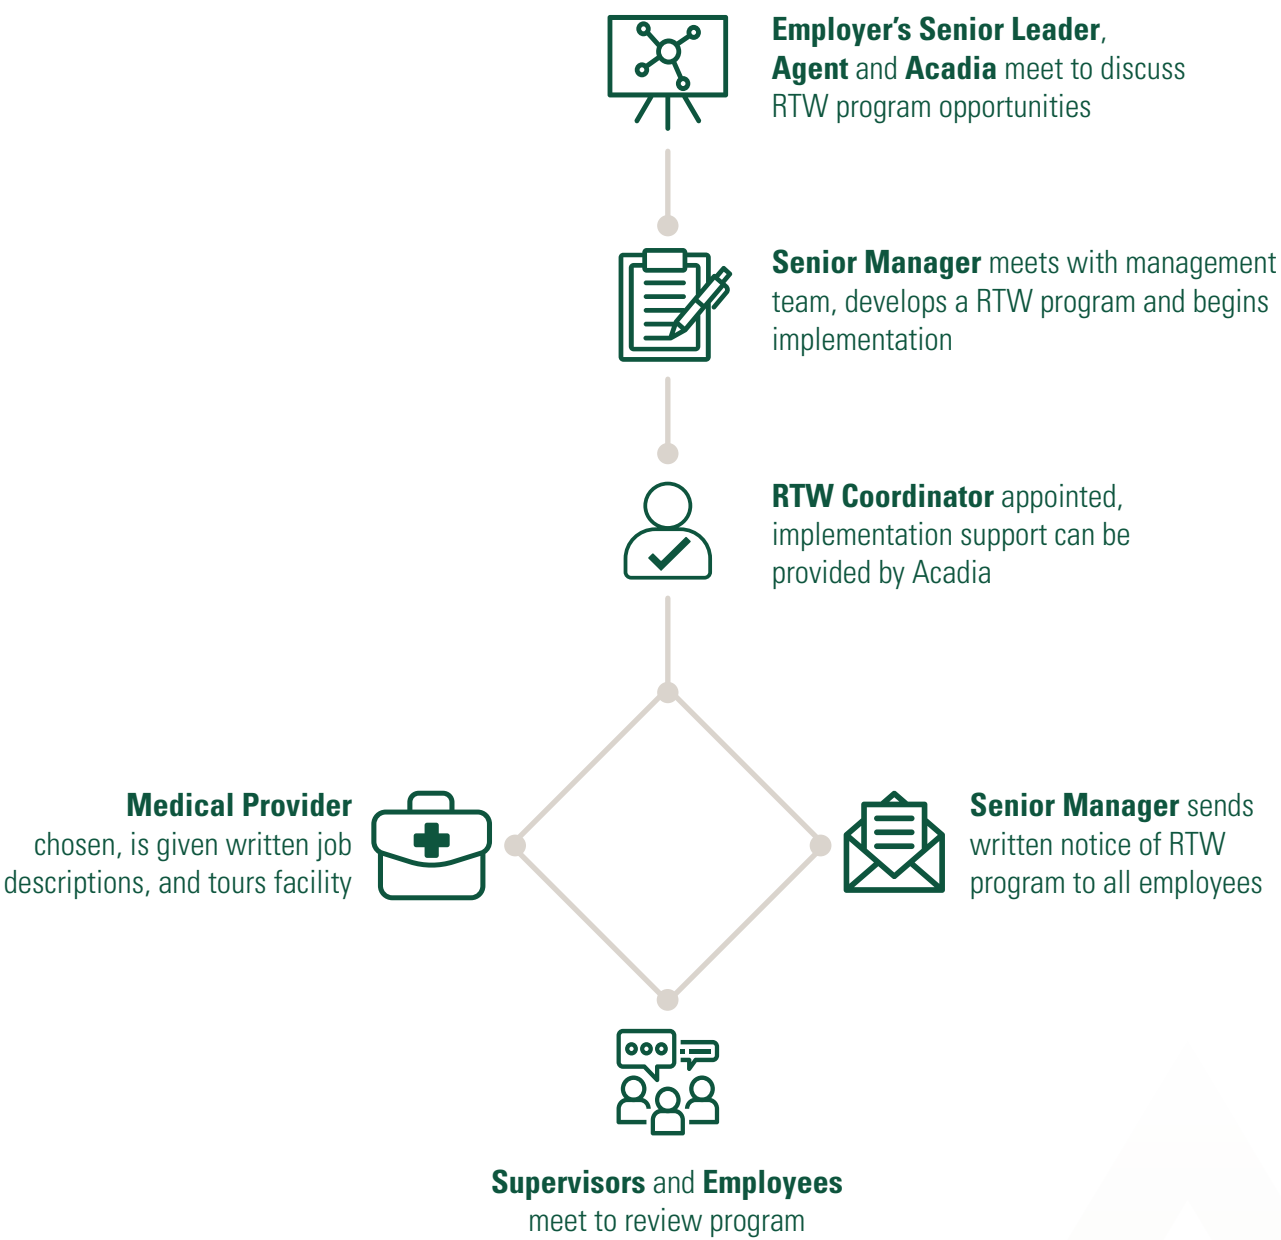 Employer’s Senior Leader,
Agent and Acadia meet to discuss
RTW program opportunities
Senior Manager meets with management
team, develops a RTW program and begins
implementation
RTW Coordinator appointed,
implementation support can be
provided by Acadia
Medical Provider
chosen, is given written job
descriptions, and tours facility
Senior Manager sends
written notice of RTW
program to all employees
Supervisors and Employees
meet to review program